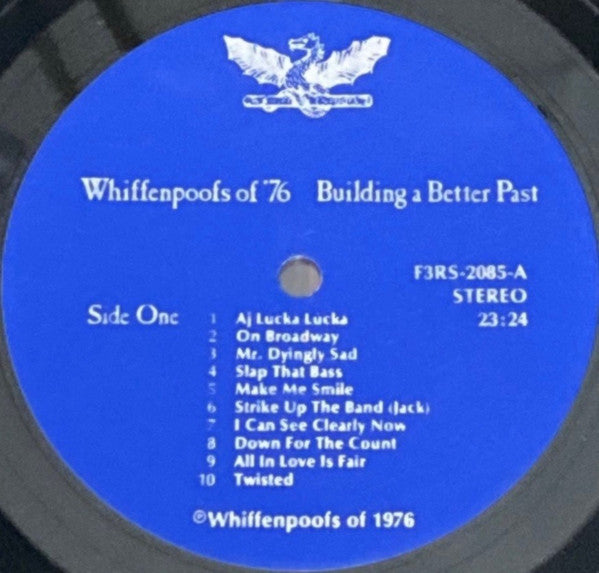 Whiffenpoofs of '76 Building a Better Past
F3RS-2085-A
STEREO
Side One
23:24
1 Aj Lucka Lucka
2 On Broadway
3 Mr. Dyingly Sad
4 Slap That Bass
5 Make Me Smile
6 Strike Up The Band (Jack)
7 I Can See Clearly Now
8 Down For The Count
9 All In Love Is Fair
10 Twisted
℗Whiffenpoofs of 1976